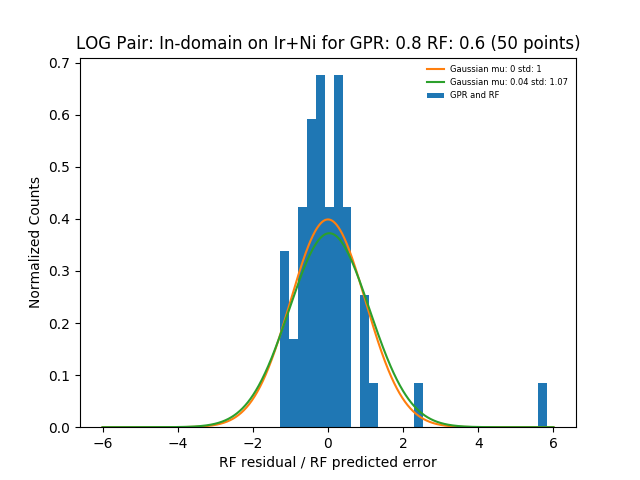 LOG Pair: In-domain on Ir+Ni for GPR: 0.8 RF: 0.6 (50 points)
Gaussian mu: 0 std: 1
Gaussian mu: 0.04 std: 1.07
GPR and RF
Normalized Counts
0.7
0.6
0.5
0.4
0.3
0.2
0.1
0.0
−6
−4
−2
0
2
4
6
RF residual / RF predicted error